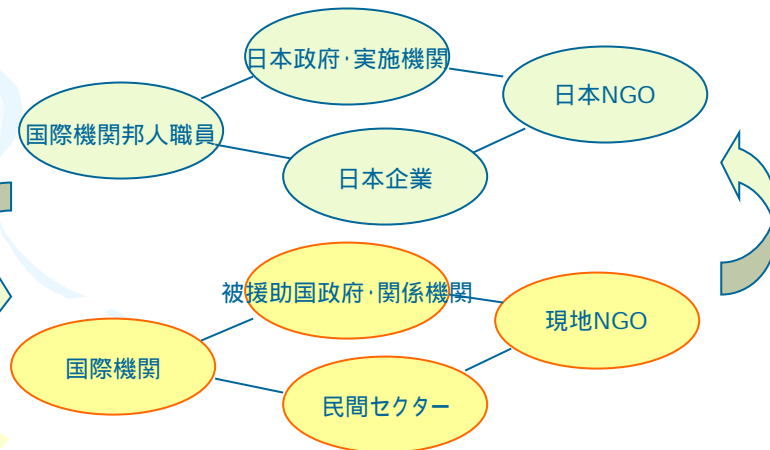 日本政府･実施機関
日本NGO
国際機関邦人職員
日本企業
被援助国政府･関係機関
現地NGO
国際機関
民間セクター